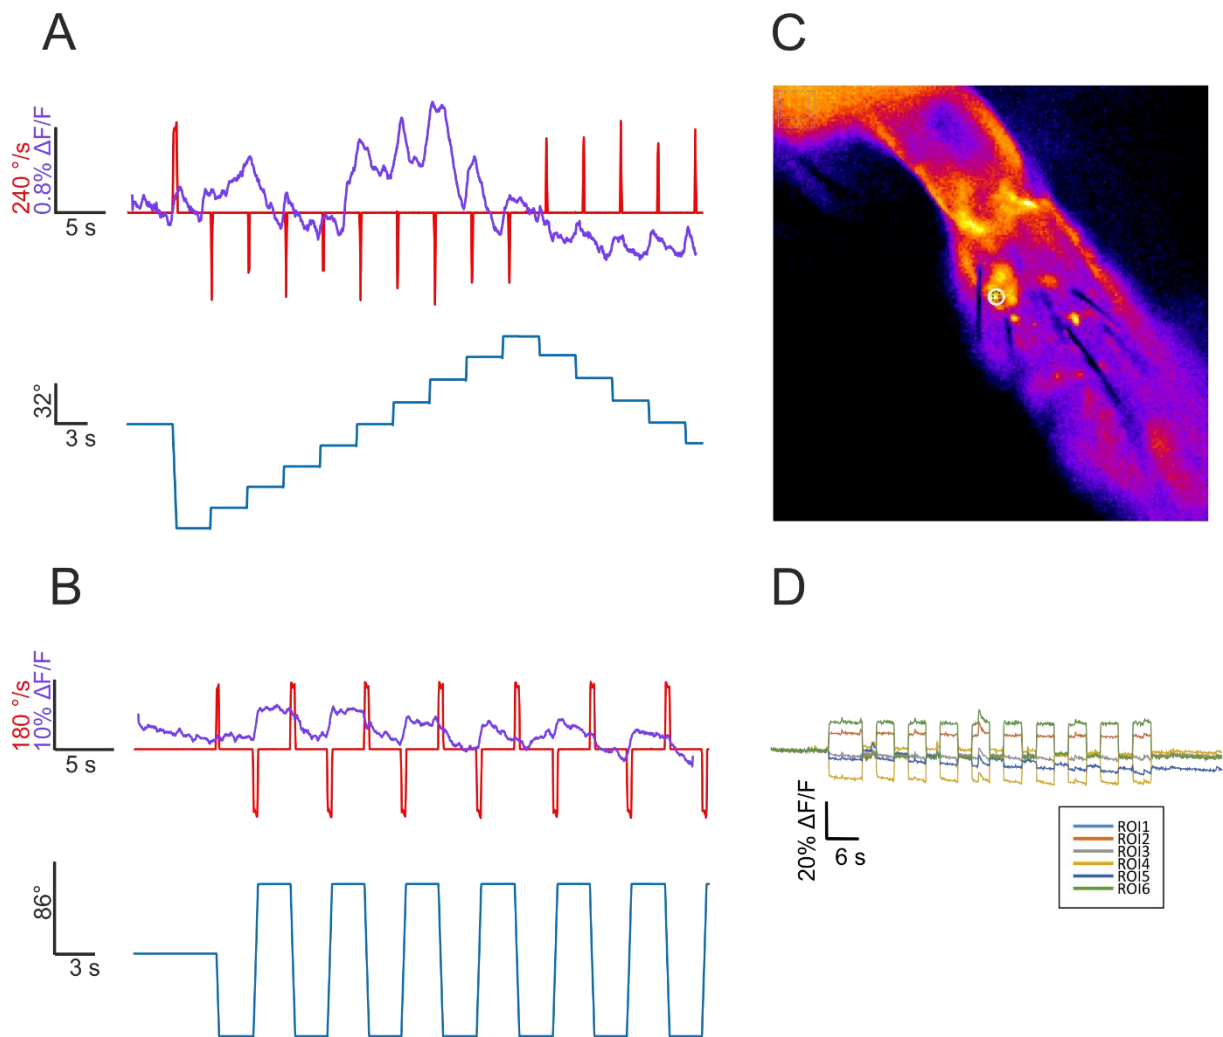 A
240 °/s
0.8% ΔF/F
5 s
32°
3 s
B
180 °/s
10% ΔF/F
5 s
86°
3 s
C
D
20% ΔF/F
6 s
ROI1
ROI2
ROI3
ROI4
ROI5
ROI6